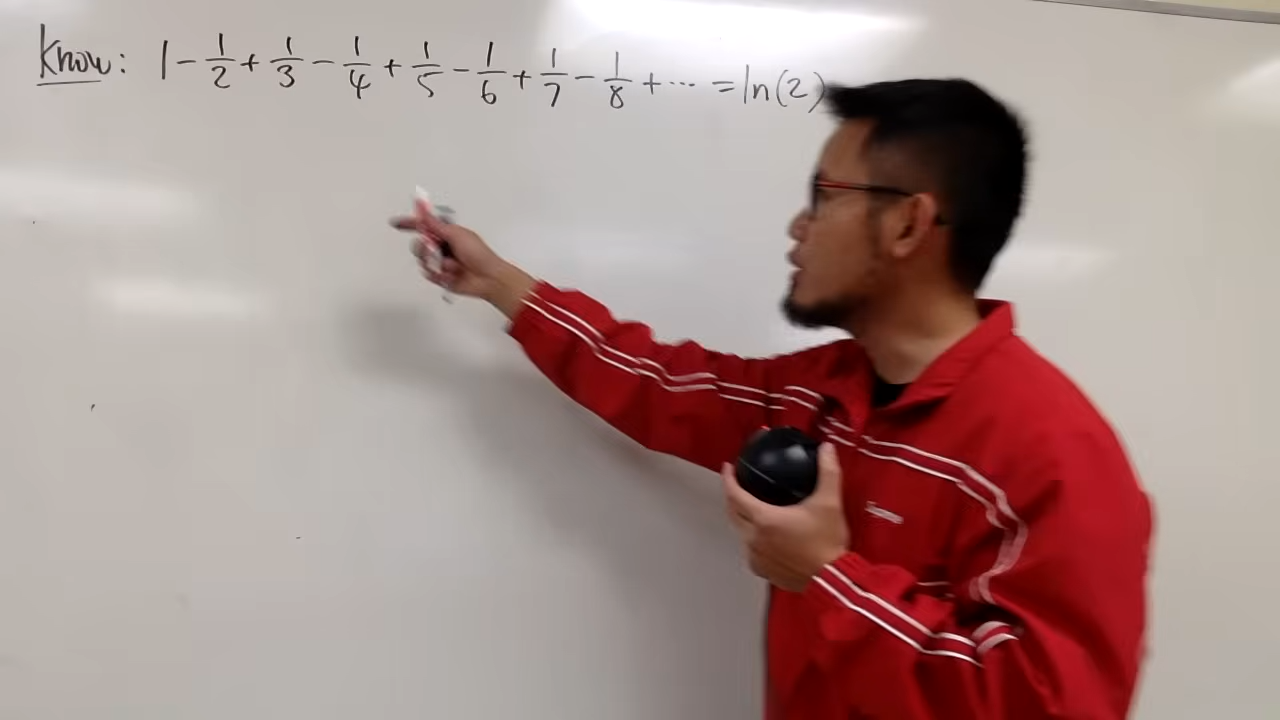 Know: 1 - 1/2 + 1/3 - 1/4 + 1/5 - 1/6 + 1/7 - 1/8 + ... = ln(2)